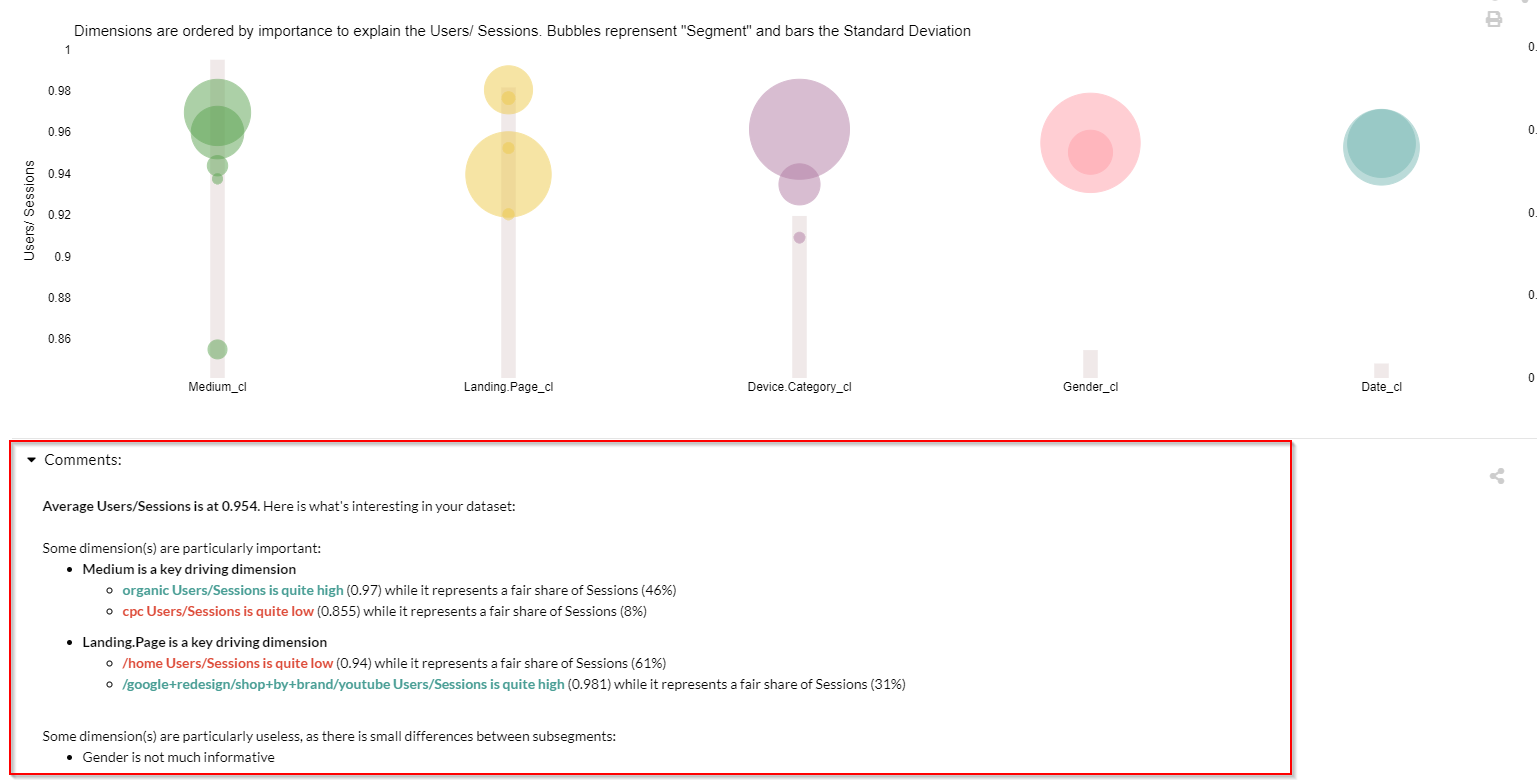 Dimensions are ordered by importance to explain the Users/ Sessions. Bubbles reprensent "Segment" and bars the Standard Deviation
Users/ Sessions
1
0.98
0.96
0.94
0.92
0.9
0.88
0.86
Medium_cl
Landing.Page_cl
Device.Category_cl
Gender_cl
Date_cl
0.
0.
0.
0.
0
Comments:
Average Users/Sessions is at 0.954. Here is what's interesting in your dataset:
Some dimension(s) are particularly important:
• Medium is a key driving dimension
◦ organic Users/Sessions is quite high (0.97) while it represents a fair share of Sessions (46%)
◦ cpc Users/Sessions is quite low (0.855) while it represents a fair share of Sessions (8%)
• Landing.Page is a key driving dimension
◦ /home Users/Sessions is quite low (0.94) while it represents a fair share of Sessions (61%)
◦ /google+redesign/shop+by+brand/youtube Users/Sessions is quite high (0.981) while it represents a fair share of Sessions (31%)
Some dimension(s) are particularly useless, as there is small differences between subsegments:
• Gender is not much informative